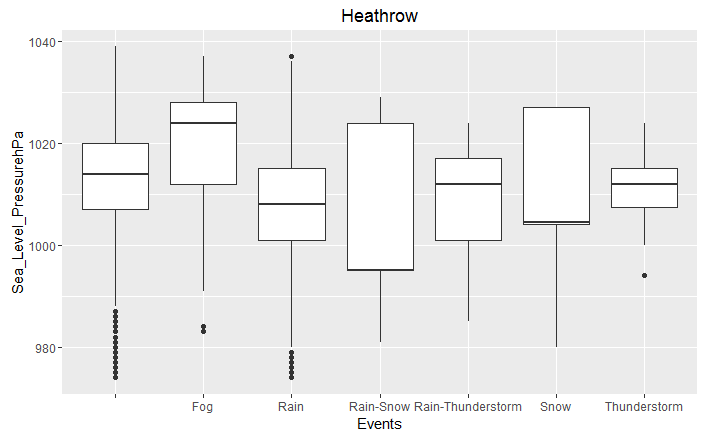 Heathrow
Sea_Level_PressurehPa
1040
1020
1000
980
Fog Rain Rain-Snow Rain-Thunderstorm Snow Thunderstorm
Events